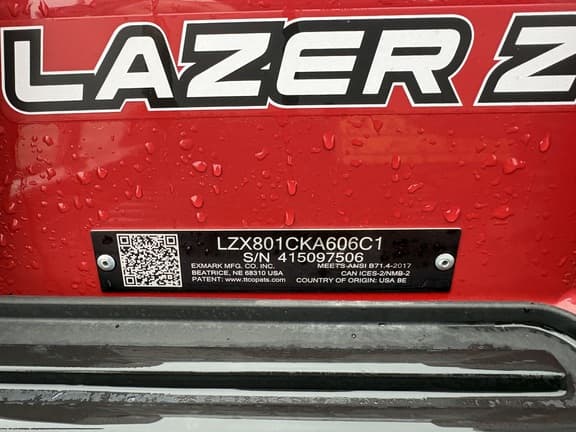 LAZER Z
LZX801CKA606C1
S/N 415097506
EXMARK MFG. CO. INC. MEETS-ANSI B71.4-2017
BEATRICE, NE 68310 USA CAN ICES-2/NMB-2
PATENT: www.ttcopats.com COUNTRY OF ORIGIN: USA BE